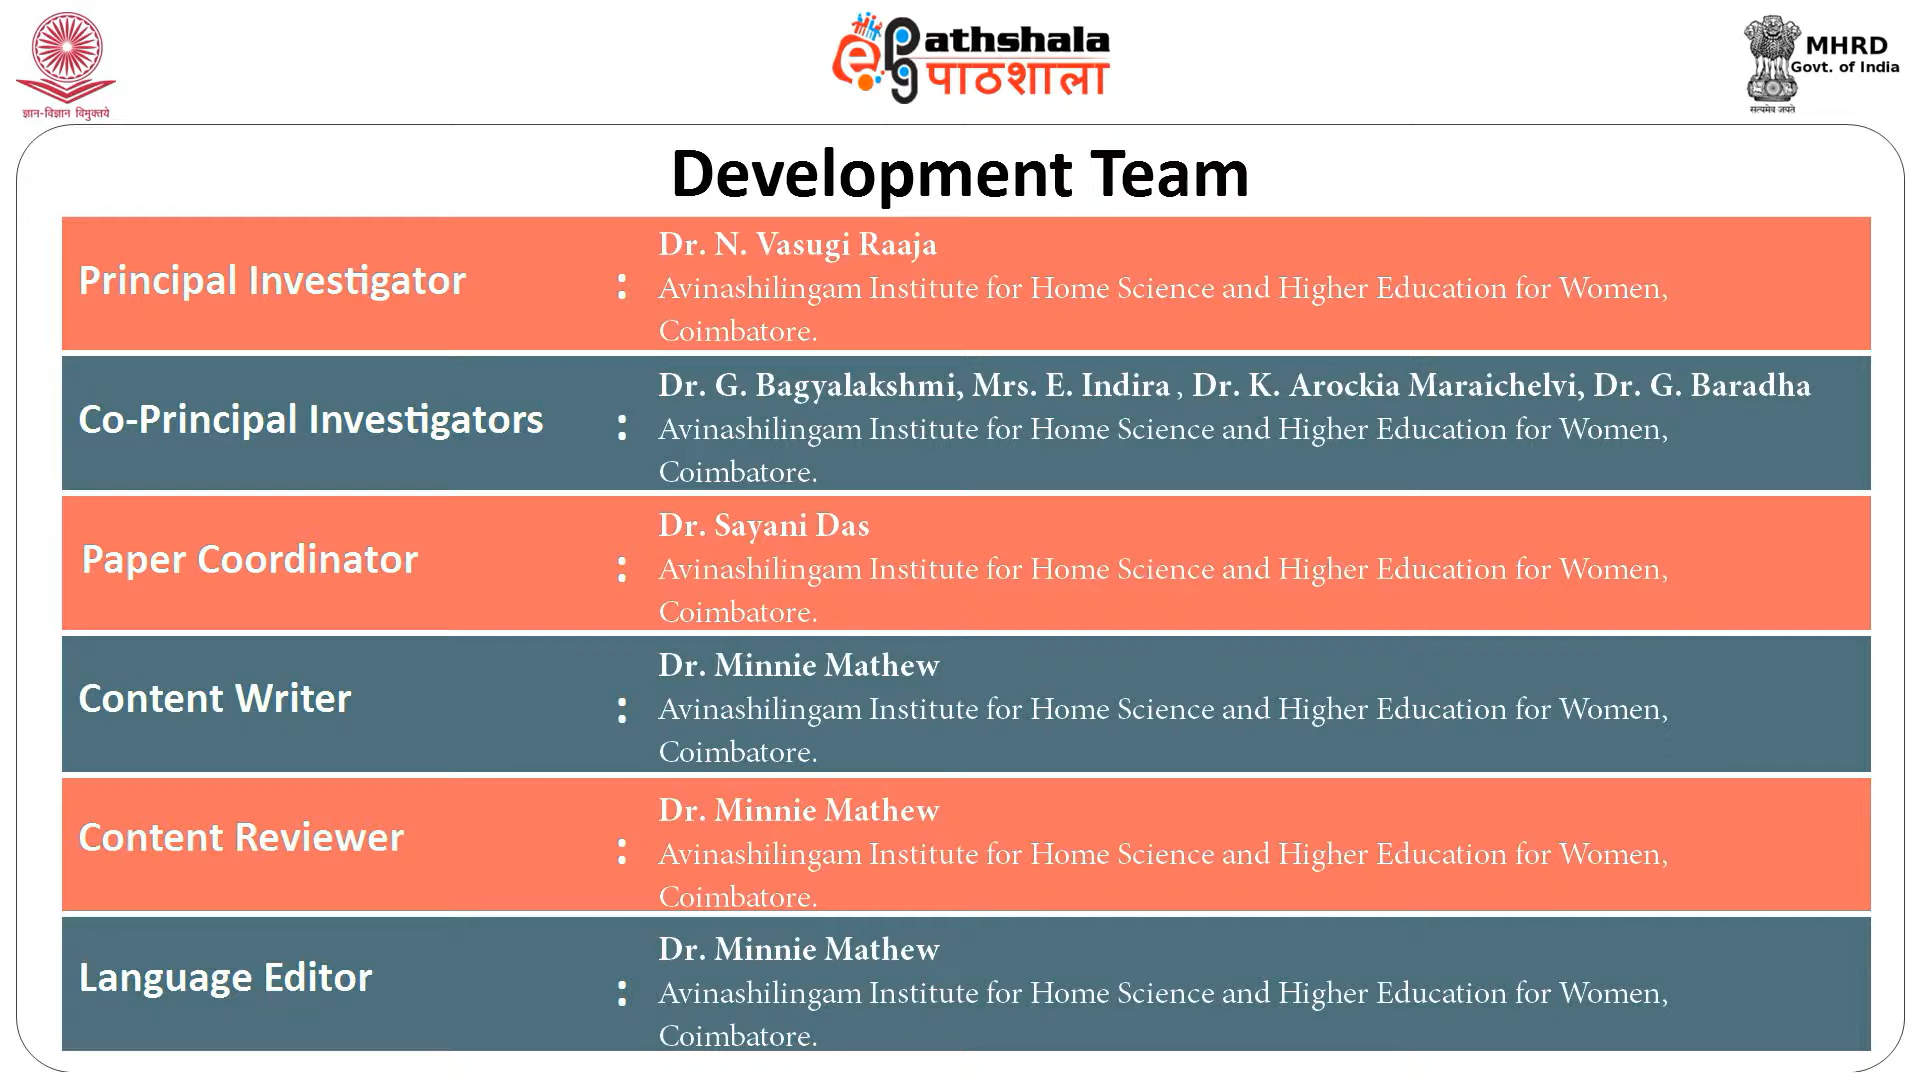 ज्ञान-विज्ञान विमुक्तये
e PG Pathshala
पाठशाला
MHRD
Govt. of India
सत्यमेव जयते
Development Team
Principal Investigator :
Dr. N. Vasugi Raaja
Avinashilingam Institute for Home Science and Higher Education for Women,
Coimbatore.
Co-Principal Investigators :
Dr. G. Bagyalakshmi, Mrs. E. Indira , Dr. K. Arockia Maraichelvi, Dr. G. Baradha
Avinashilingam Institute for Home Science and Higher Education for Women,
Coimbatore.
Paper Coordinator :
Dr. Sayani Das
Avinashilingam Institute for Home Science and Higher Education for Women,
Coimbatore.
Content Writer :
Dr. Minnie Mathew
Avinashilingam Institute for Home Science and Higher Education for Women,
Coimbatore.
Content Reviewer :
Dr. Minnie Mathew
Avinashilingam Institute for Home Science and Higher Education for Women,
Coimbatore.
Language Editor :
Dr. Minnie Mathew
Avinashilingam Institute for Home Science and Higher Education for Women,
Coimbatore.